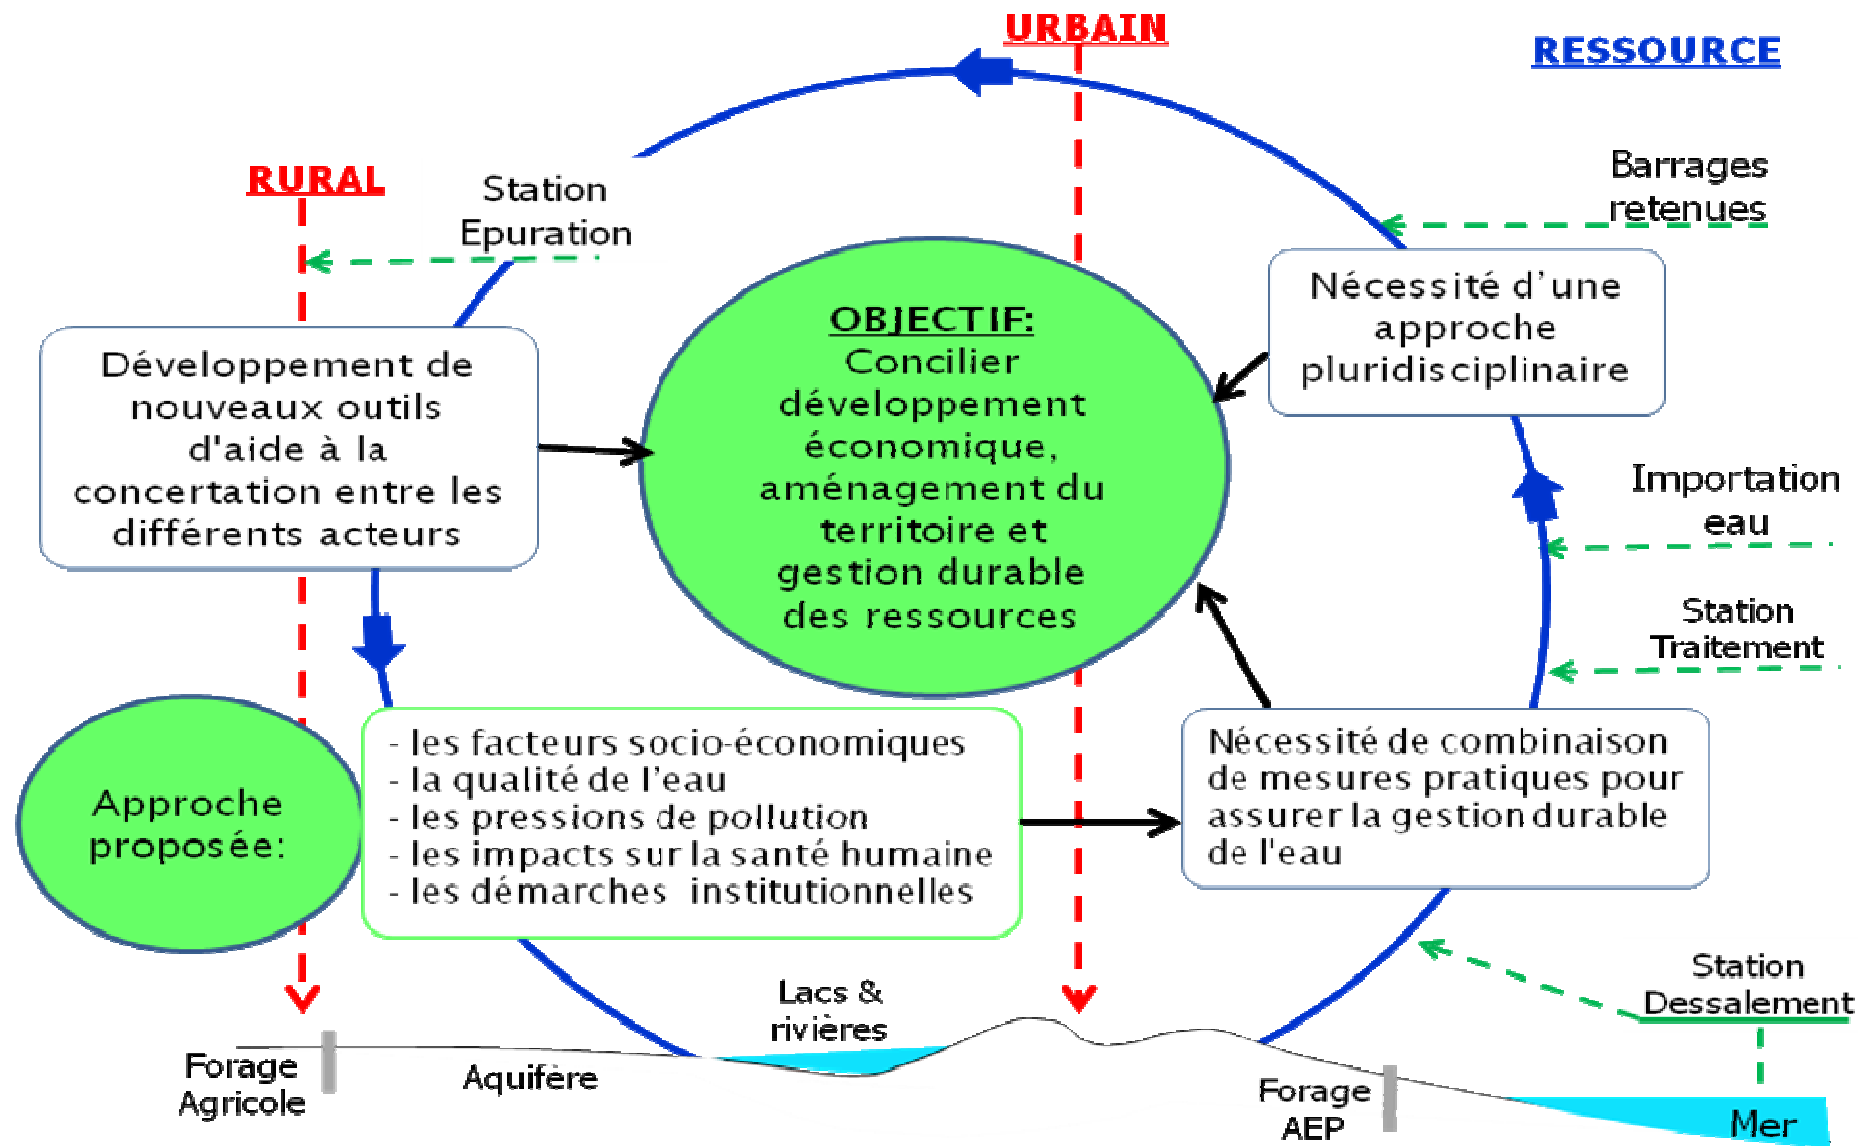 URBAIN
RESSOURCE
RURAL
Station
Epuration
Barrages
retenues
Nécessité d’une
approche
pluridisciplinaire
OBJECTIF:
Concilier
développement
économique,
aménagement du
territoire et
gestion durable
des ressources
Développement de
nouveaux outils
d'aide à la
concertation entre les
différents acteurs
Importation
eau
Station
Traitement
Approche
proposée:
- les facteurs socio-économiques
- la qualité de l’eau
- les pressions de pollution
- les impacts sur la santé humaine
- les démarches institutionnelles
Nécessité de combinaison
de mesures pratiques pour
assurer la gestion durable
de l'eau
Station
Dessalement
Lacs &
rivières
Forage
Agricole
Aquifère
Forage
AEP
Mer